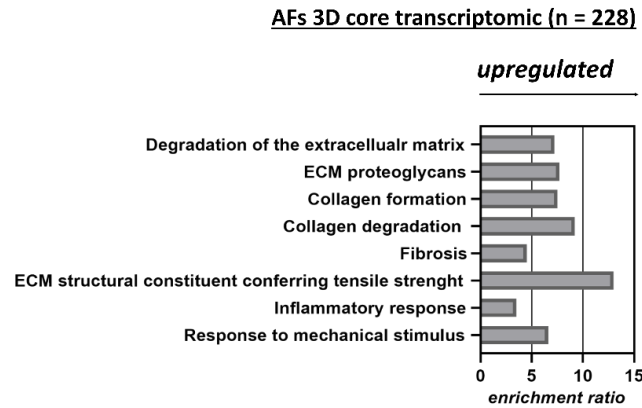 AFs 3D core transcriptomic (n = 228)
upregulated
Degradation of the extracellualr matrix
ECM proteoglycans
Collagen formation
Collagen degradation
Fibrosis
ECM structural constituent conferring tensile strenght
Inflammatory response
Response to mechanical stimulus
0 5 10 15
enrichment ratio